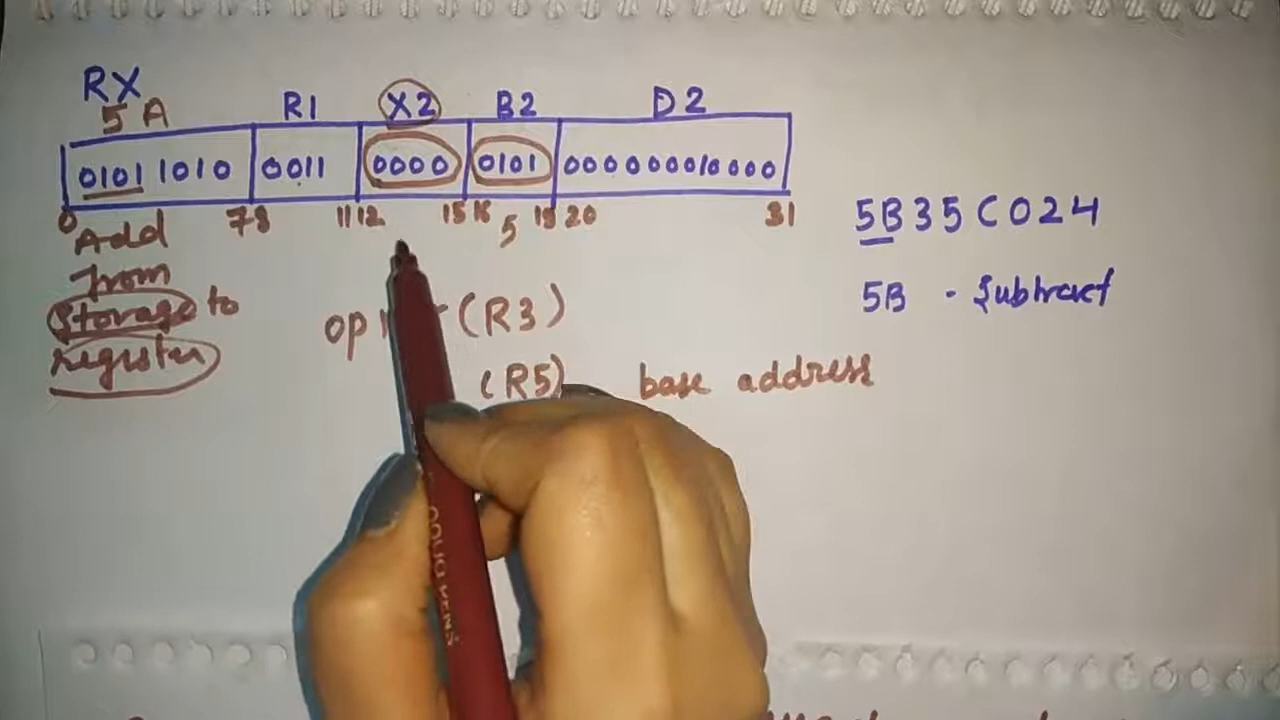 RX
5A R1 X2 B2 D2
0101 1010 0011 0000 0101 000000010000
0 7 8 11 12 15 16 19 20 31
5
Add
from
storage to
register
(R3)
(R5) base address
5B35C024
5B - Subtract